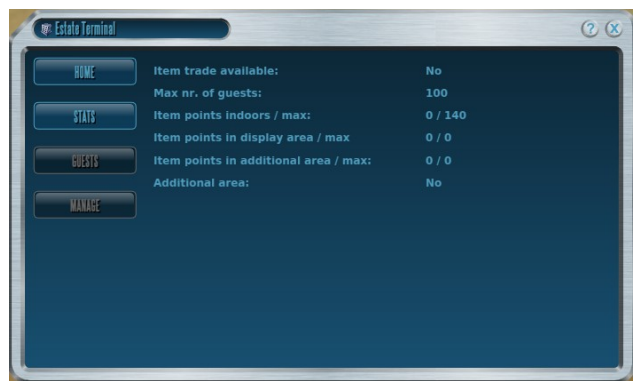 Estate Terminal
? X
HOME
Item trade available: No
Max nr. of guests: 100
STATS
Item points indoors / max: 0 / 140
Item points in display area / max 0 / 0
GUESTS
Item points in additional area / max: 0 / 0
Additional area: No
MANAGE